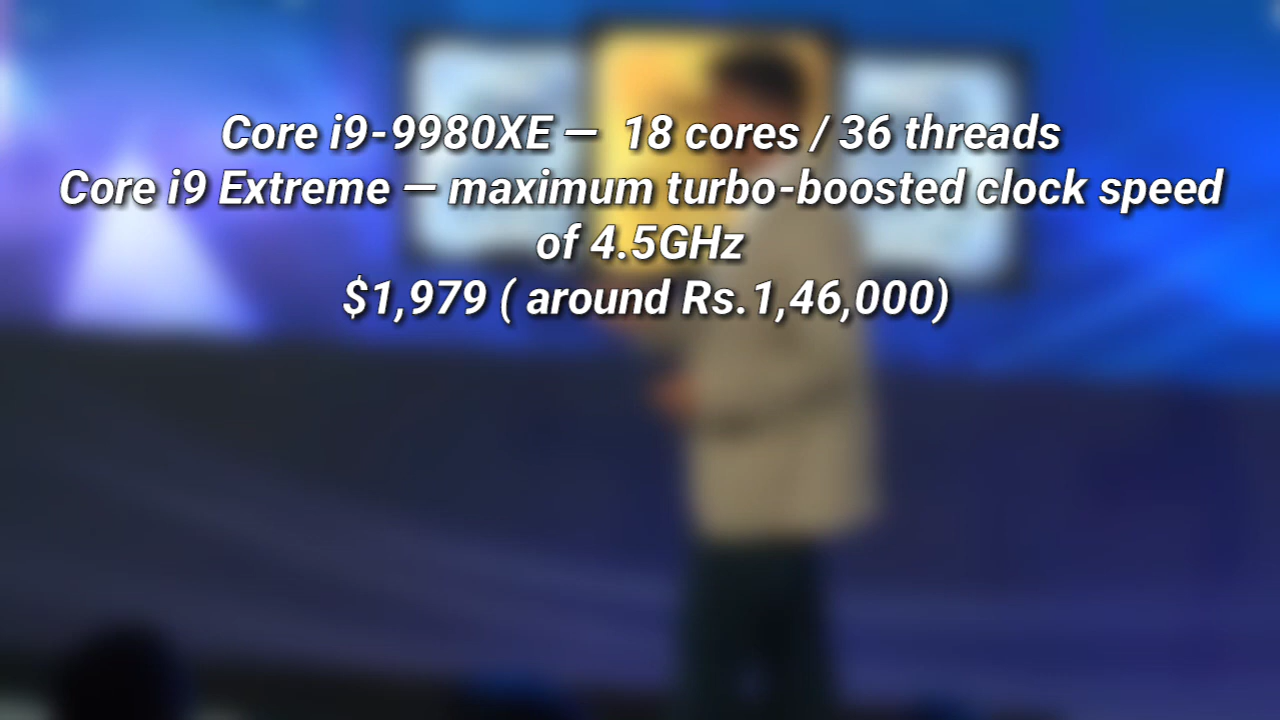 Core i9-9980XE — 18 cores / 36 threads
Core i9 Extreme — maximum turbo-boosted clock speed
of 4.5GHz
$1,979 ( around Rs.1,46,000)